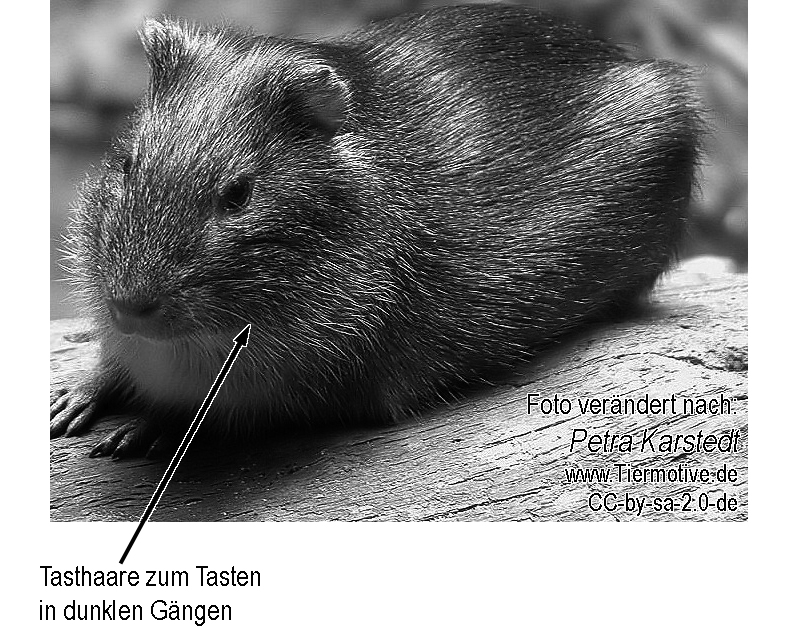 Foto verändert nach:
Petra Karstedt
www.Tiermotive.de
CC-by-sa-2.0-de
Tasthaare zum Tasten
in dunklen Gängen